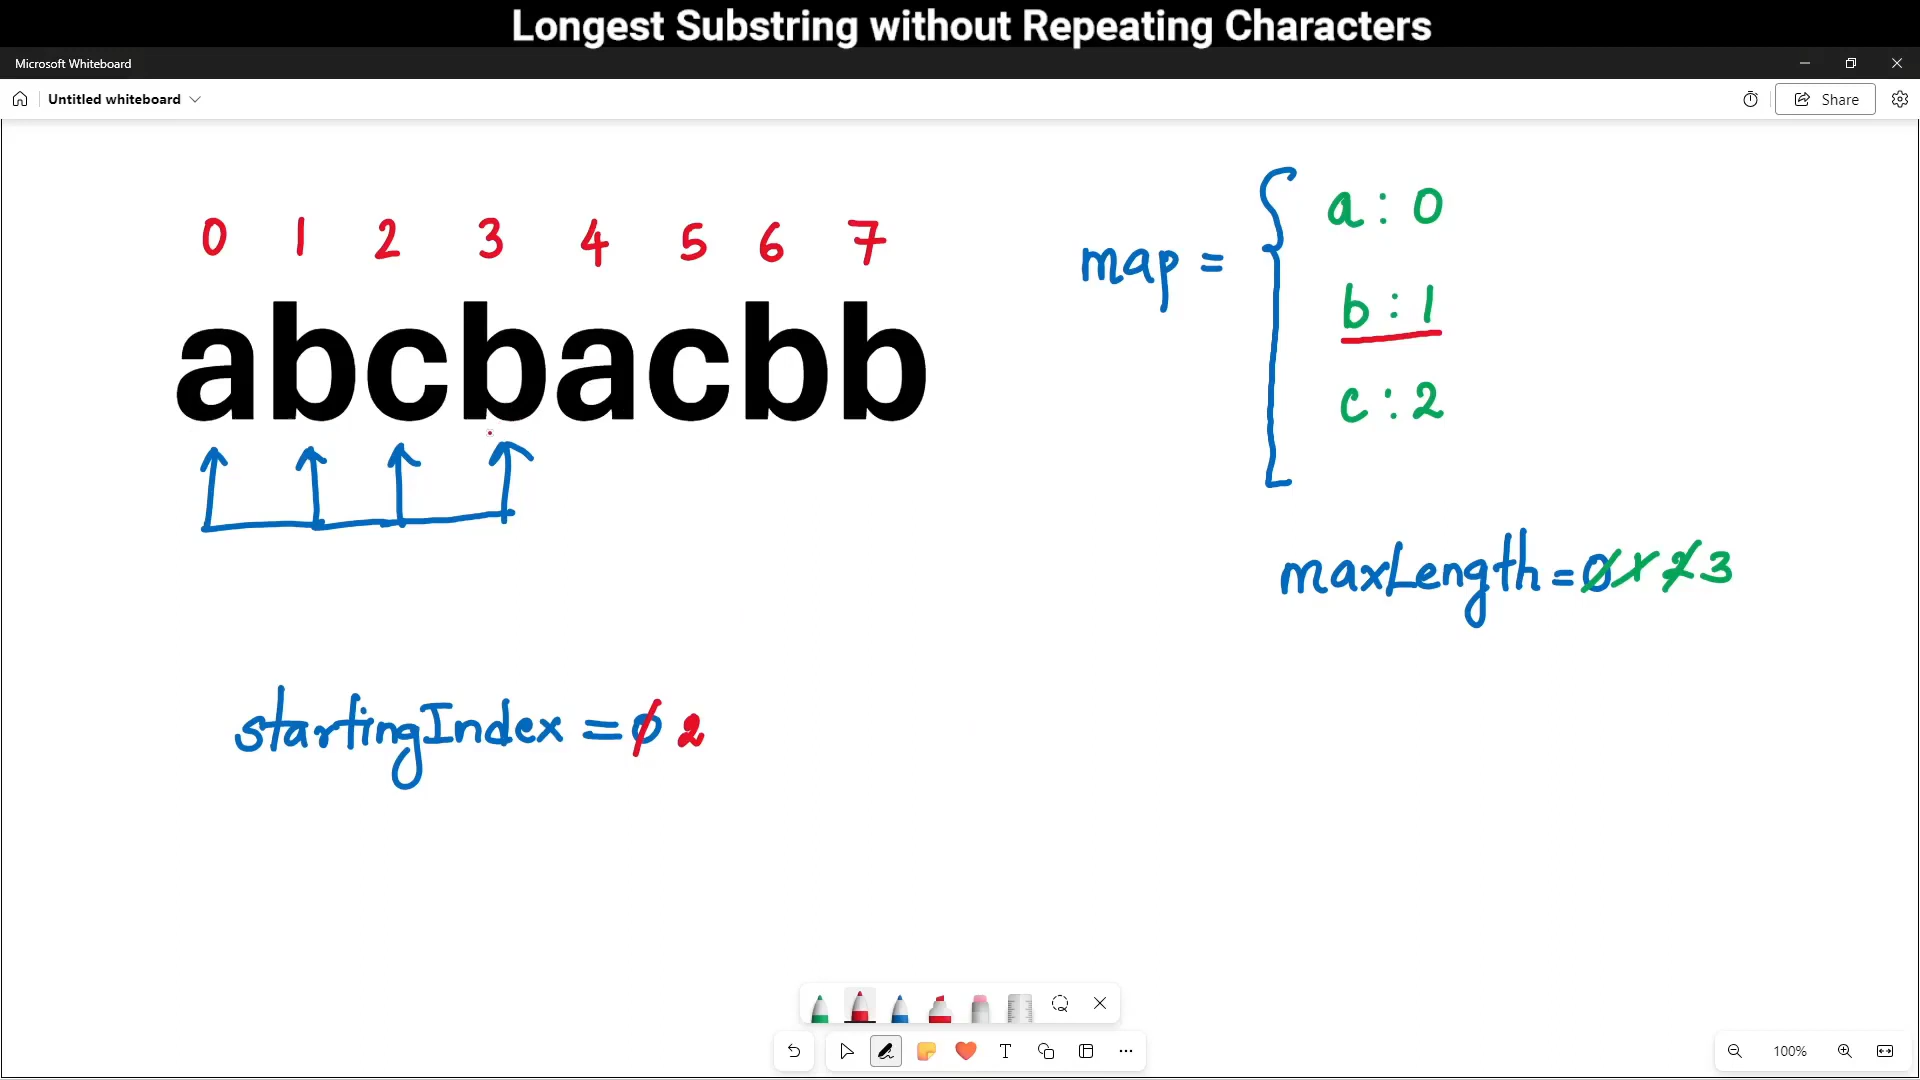 Longest Substring without Repeating Characters
Microsoft Whiteboard
Untitled whiteboard
Share
0 1 2 3 4 5 6 7
abcbacbb
map =
a : 0
b : 1
c : 2
maxLength = 0 1 2 3
startingIndex = 0 2
T
100%